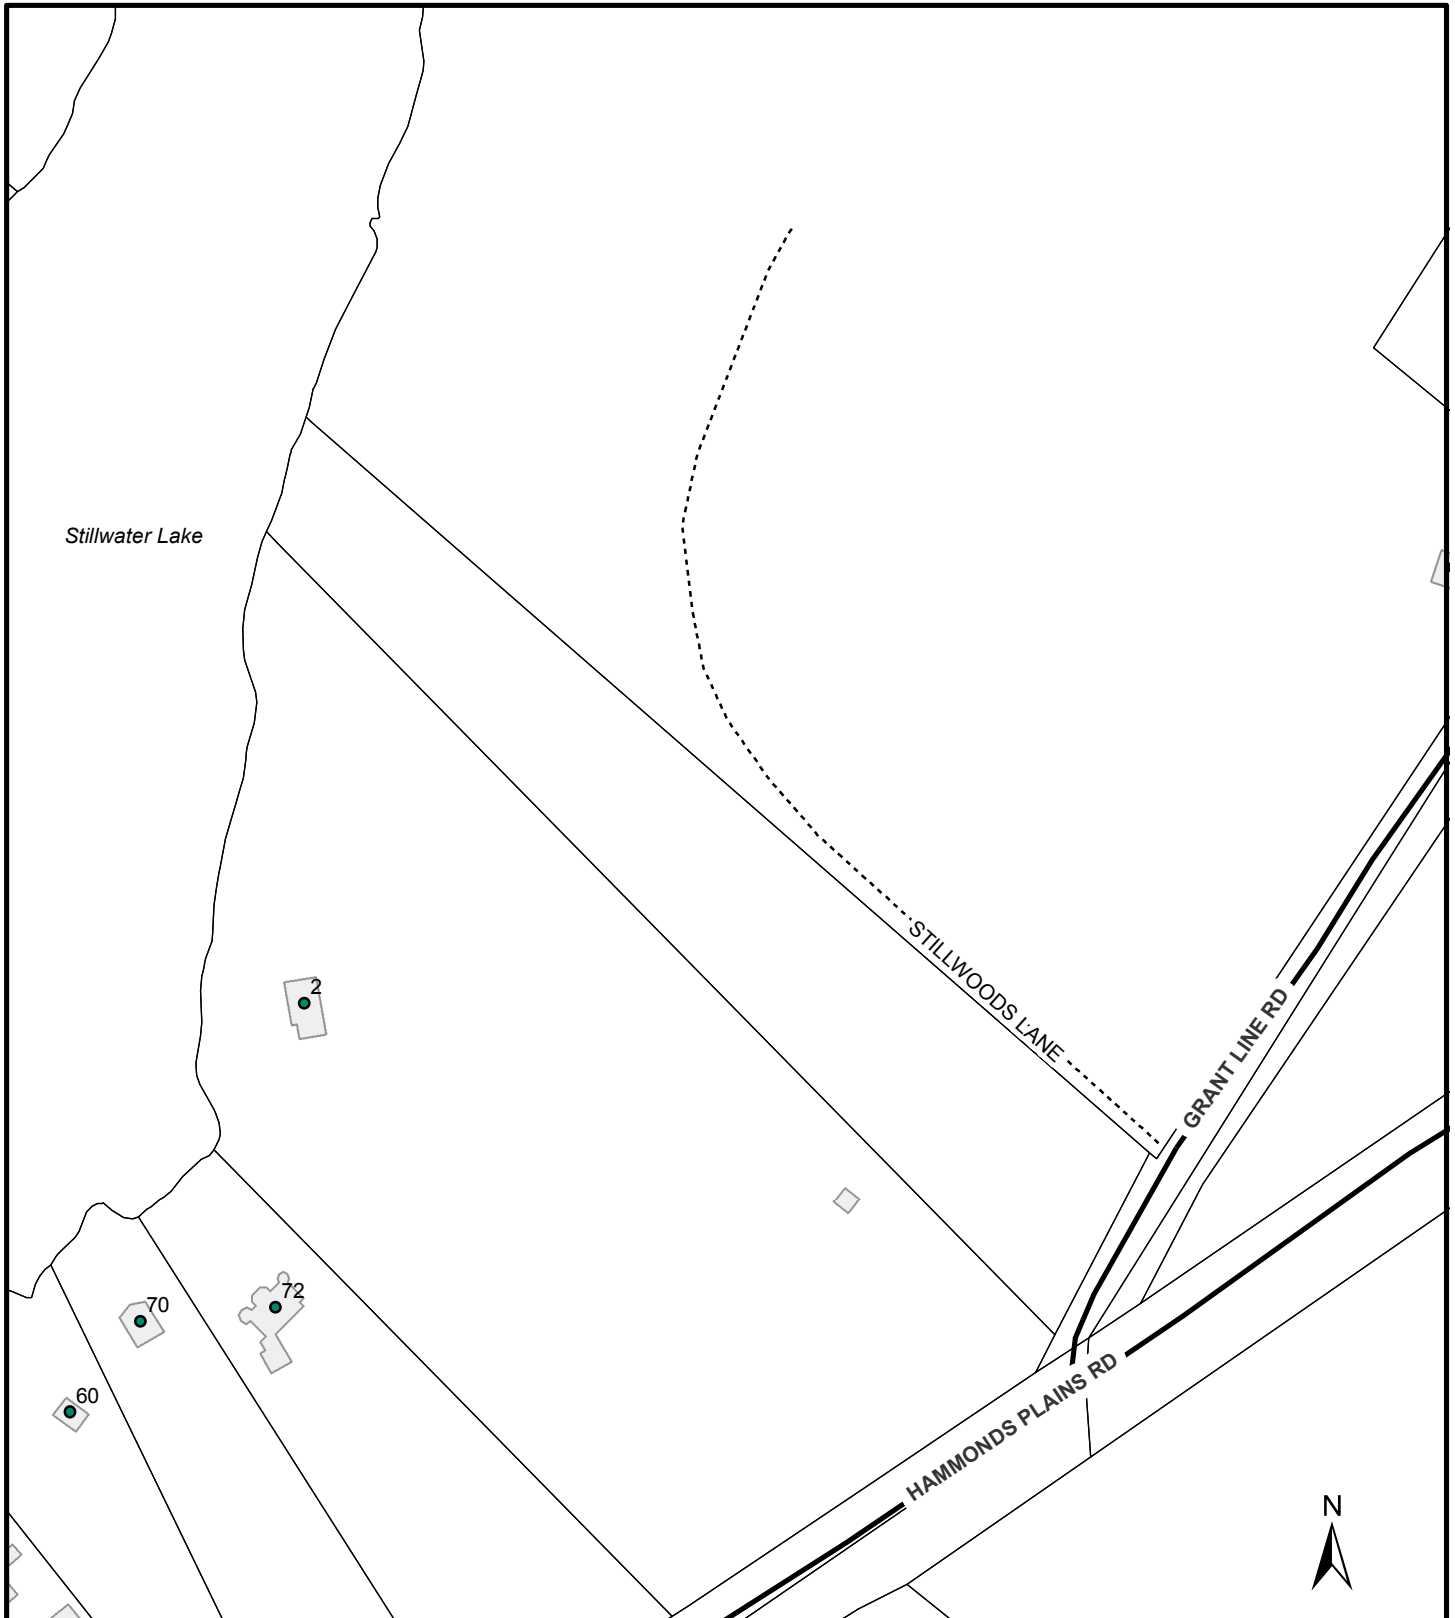 Stillwater Lake
STILLWOODS LANE
2
GRANT LINE RD
72
70
60
HAMMONDS PLAINS RD
N